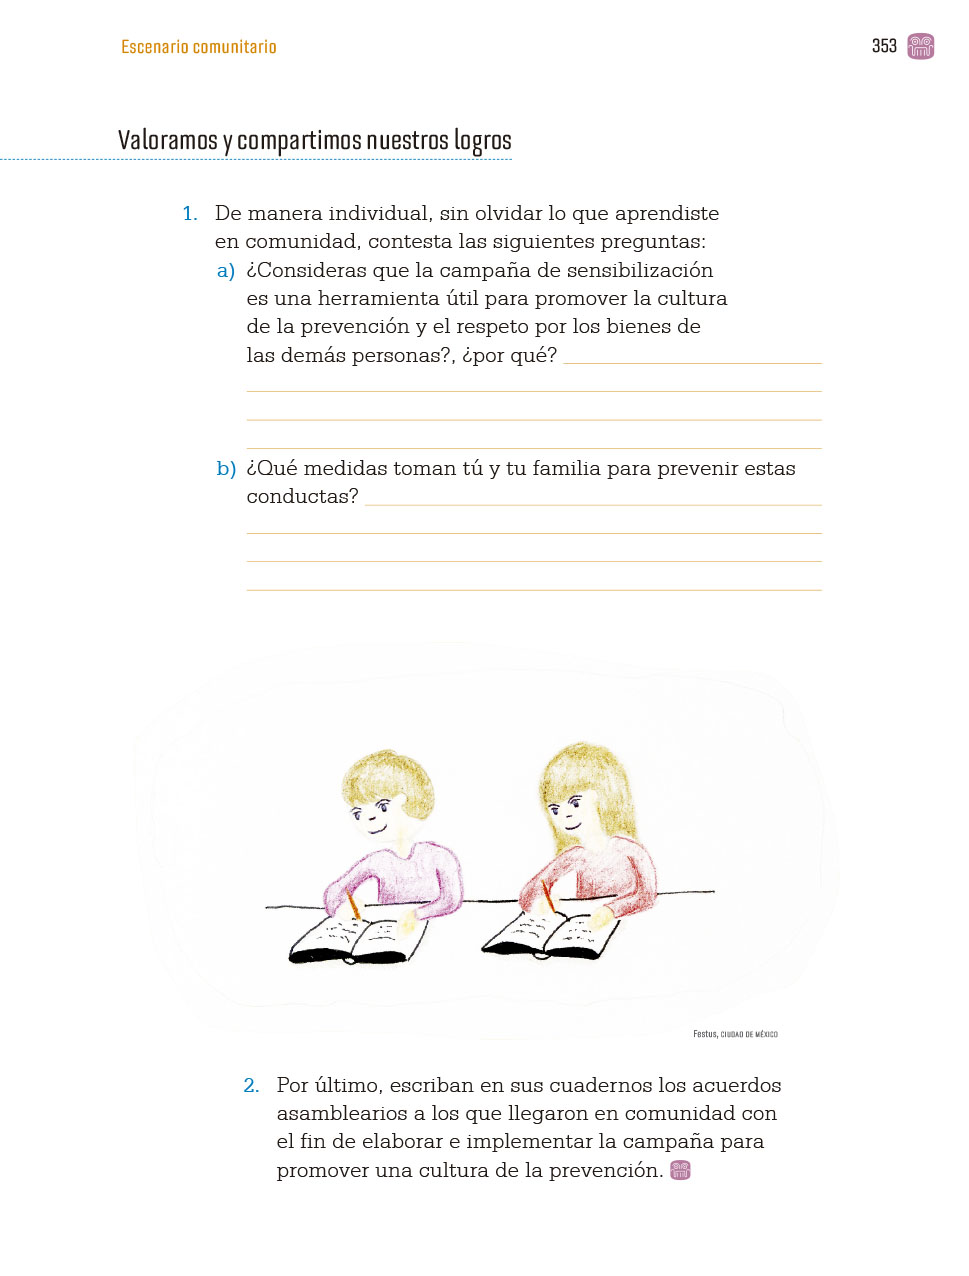 Escenario comunitario
353
Valoramos y compartimos nuestros logros
1. De manera individual, sin olvidar lo que aprendiste
en comunidad, contesta las siguientes preguntas:
a) ¿Consideras que la campaña de sensibilización
es una herramienta útil para promover la cultura
de la prevención y el respeto por los bienes de
las demás personas?, ¿por qué?
b) ¿Qué medidas toman tú y tu familia para prevenir estas
conductas?
Festus, CIUDAD DE MÉXICO
2. Por último, escriban en sus cuadernos los acuerdos
asamblearios a los que llegaron en comunidad con
el fin de elaborar e implementar la campaña para
promover una cultura de la prevención.